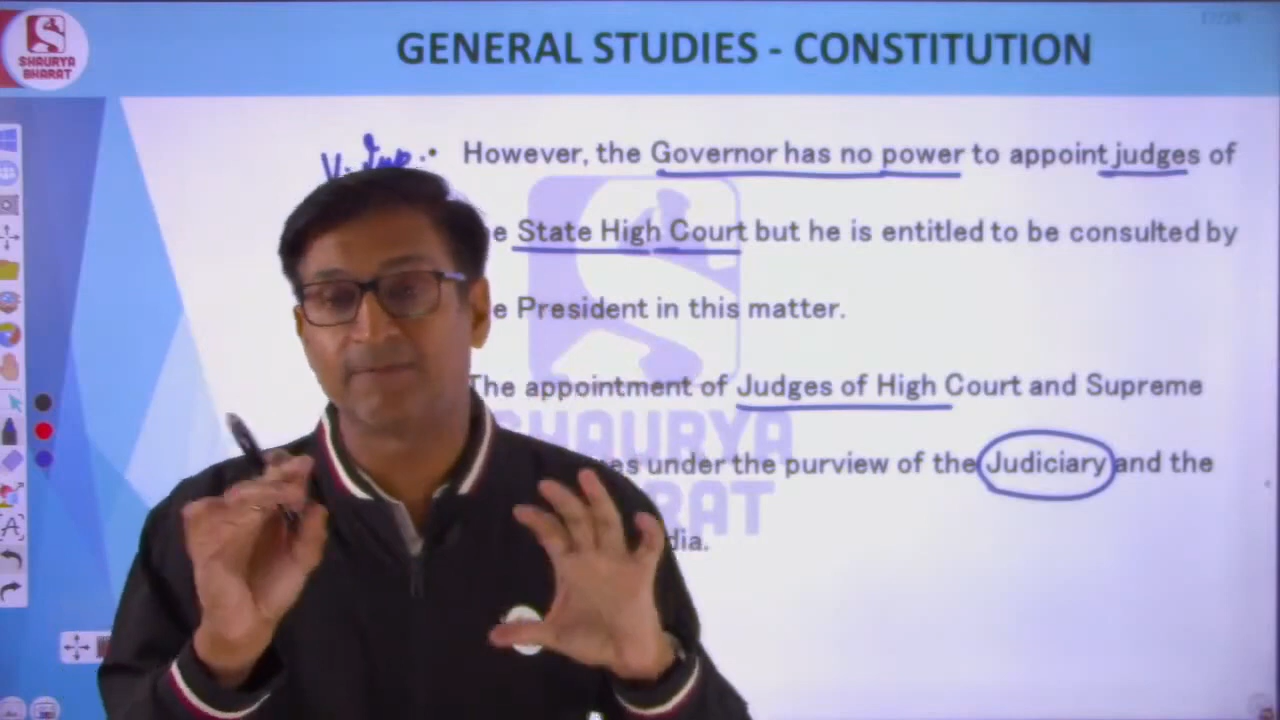 SHAURYA
BHARAT
GENERAL STUDIES - CONSTITUTION
V. Imp. • However, the Governor has no power to appoint judges of
State High Court but he is entitled to be consulted by
President in this matter.
The appointment of Judges of High Court and Supreme
under the purview of the Judiciary and the
SHAURYA